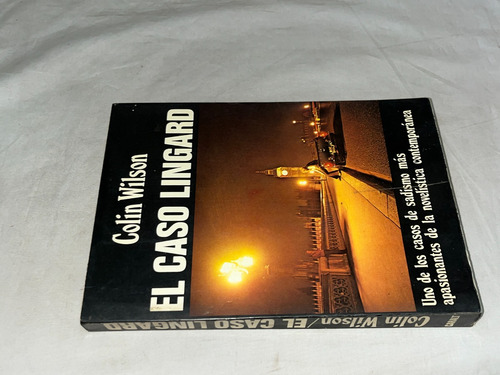 Colin Wilson
EL CASO LINGARD
Uno de los casos de sadismo más
apasionantes de la novelística contemporánea
Colin Wilson / EL CASO LINGARD